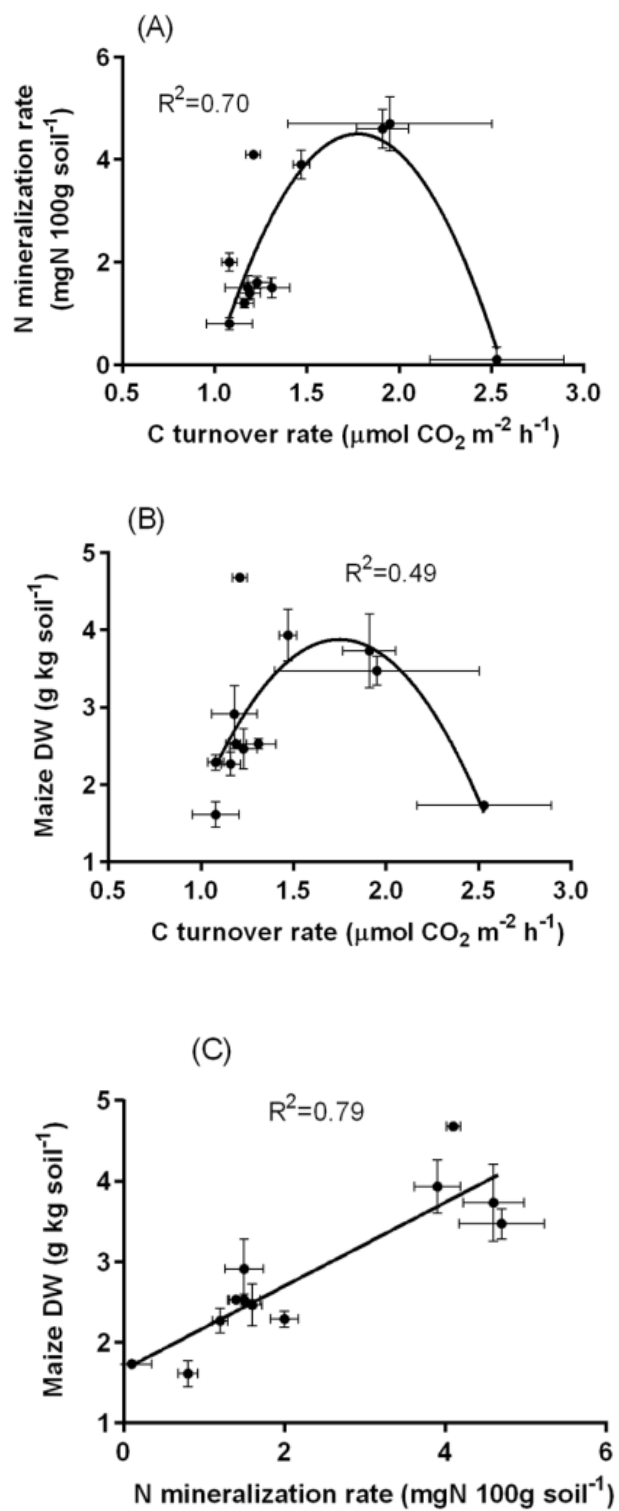 (A)
N mineralization rate
(mgN 100g soil⁻¹)
R²=0.70
6
4
2
0
0.5 1.0 1.5 2.0 2.5 3.0
C turnover rate (μmol CO₂ m⁻² h⁻¹)
(B)
Maize DW (g kg soil⁻¹)
R²=0.49
5
4
3
2
1
0.5 1.0 1.5 2.0 2.5 3.0
C turnover rate (μmol CO₂ m⁻² h⁻¹)
(C)
Maize DW (g kg soil⁻¹)
R²=0.79
5
4
3
2
1
0 2 4 6
N mineralization rate (mgN 100g soil⁻¹)